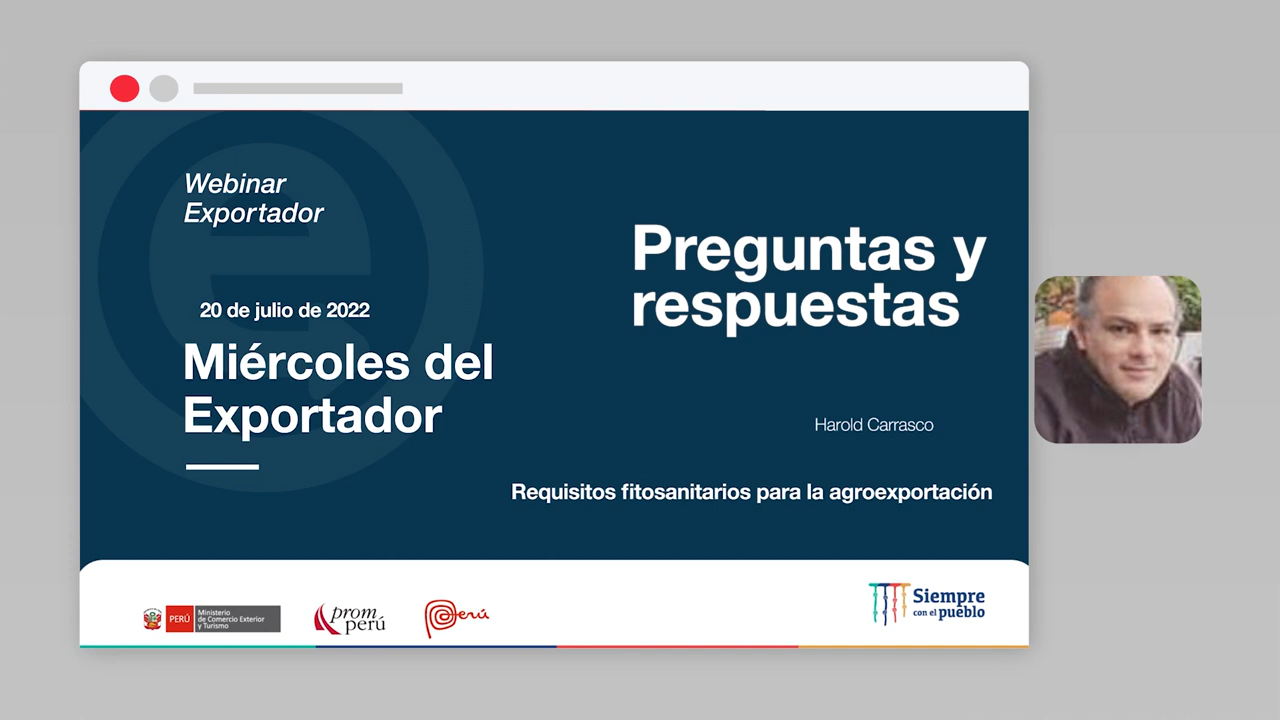 Webinar
Exportador
20 de julio de 2022
Miércoles del
Exportador
Preguntas y
respuestas
Harold Carrasco
Requisitos fitosanitarios para la agroexportación
PERÚ
Ministerio
de Comercio Exterior
y Turismo
prom
perú
Perú
Siempre
con el pueblo